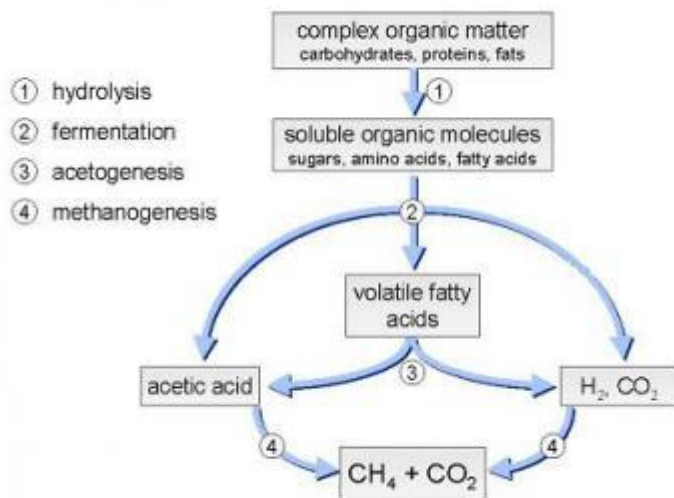 complex organic matter
carbohydrates, proteins, fats
① hydrolysis
② fermentation
③ acetogenesis
④ methanogenesis
①
soluble organic molecules
sugars, amino acids, fatty acids
②
volatile fatty
acids
③
acetic acid
H₂, CO₂
④
④
CH₄ + CO₂